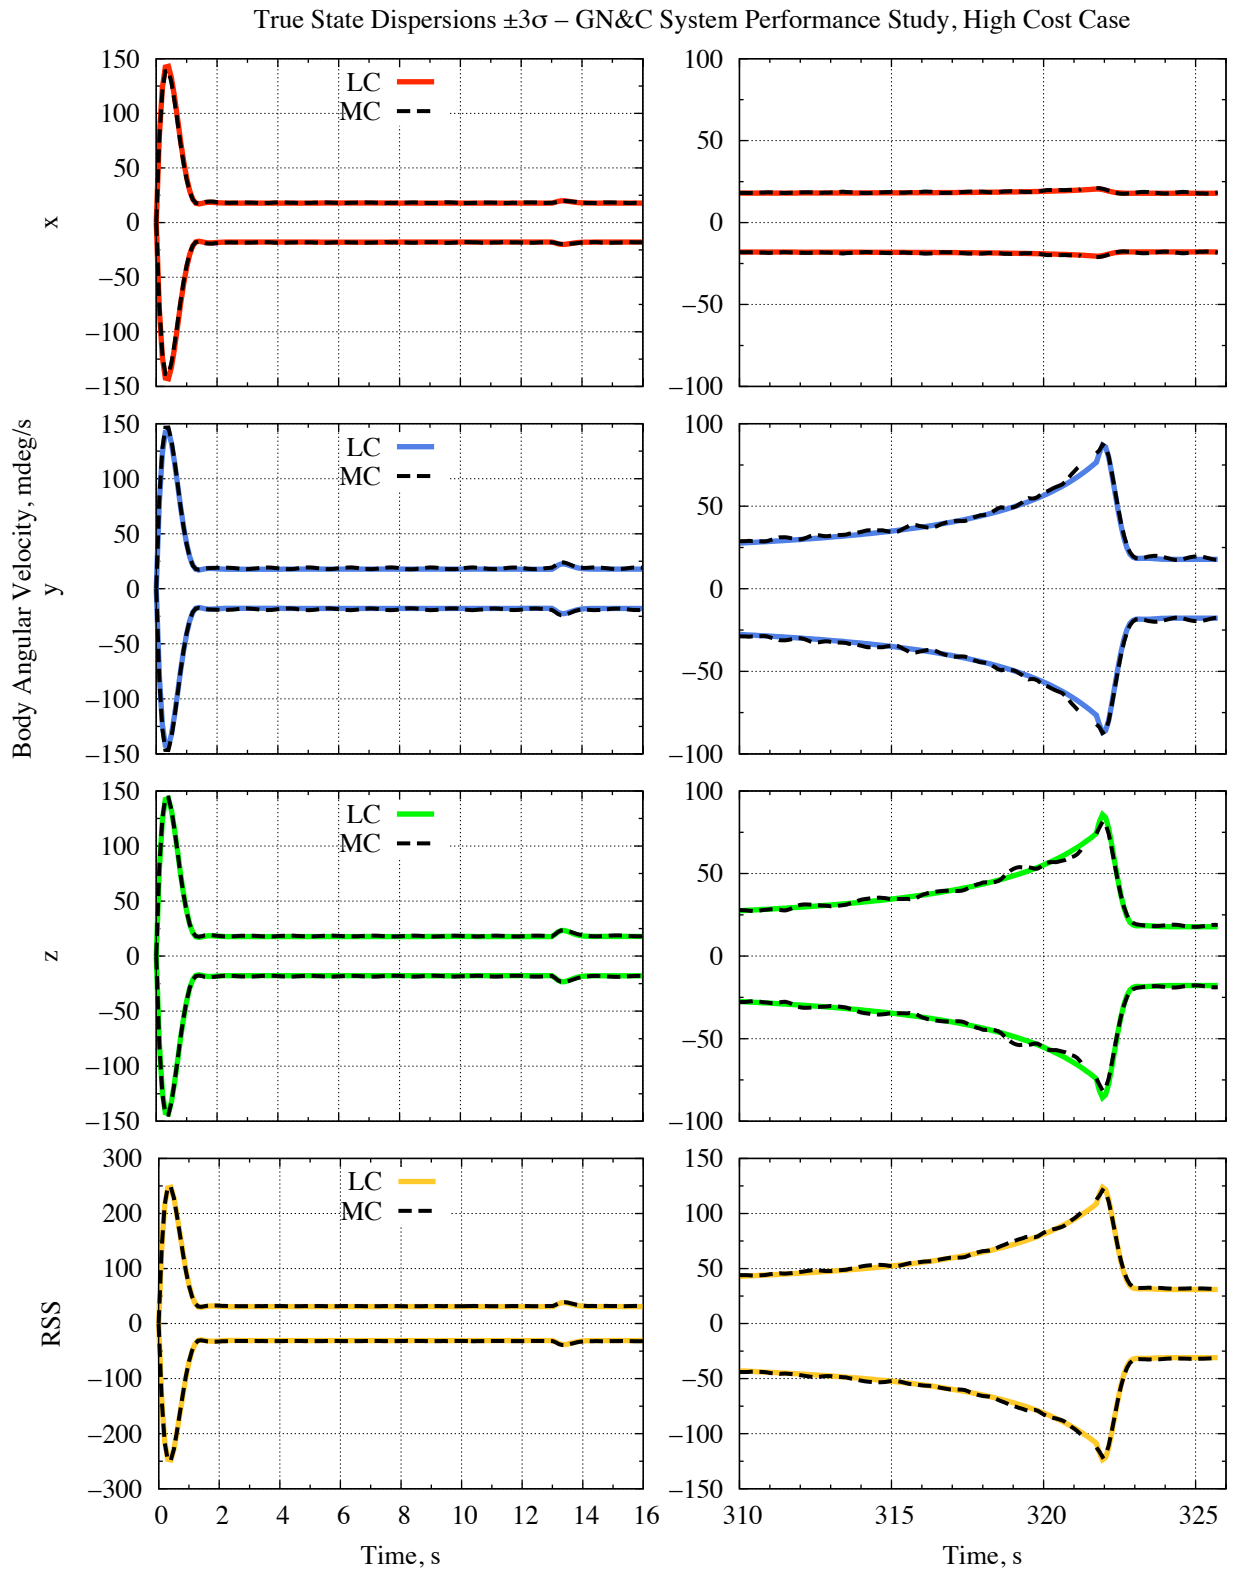 True State Dispersions ±3σ – GN&C System Performance Study, High Cost Case
Body Angular Velocity, mdeg/s
x
150
100
50
0
−50
−100
−150
LC
MC
100
50
0
−50
−100
y
150
100
50
0
−50
−100
−150
LC
MC
100
50
0
−50
−100
z
150
100
50
0
−50
−100
−150
LC
MC
100
50
0
−50
−100
RSS
300
200
100
0
−100
−200
−300
LC
MC
150
100
50
0
−50
−100
−150
0 2 4 6 8 10 12 14 16
310 315 320 325
Time, s
Time, s